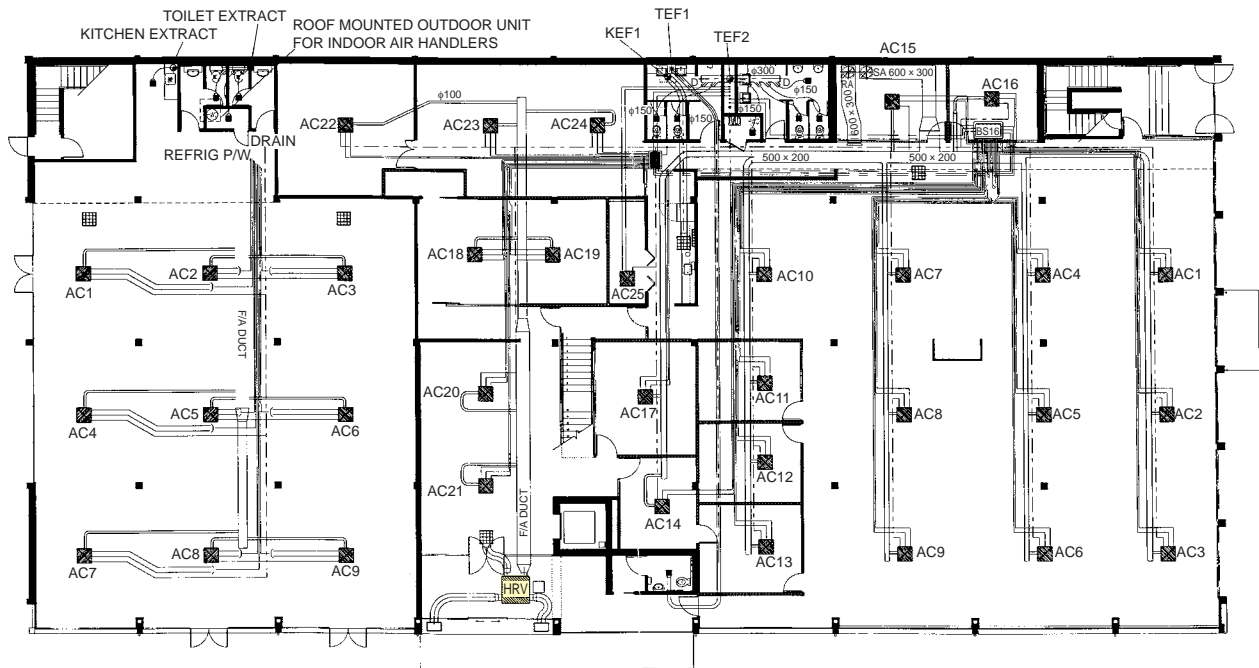 TOILET EXTRACT
KITCHEN EXTRACT
ROOF MOUNTED OUTDOOR UNIT
FOR INDOOR AIR HANDLERS
TEF1
KEF1
TEF2
AC15
AC16
SA 600 × 300
RA
600 × 300
BS16
φ300
D
D
φ150
φ150
φ150
φ150
φ100
AC22
AC23
AC24
DRAIN
REFRIG P/W
500 × 200
500 × 200
AC1
AC2
AC3
AC18
AC19
AC25
AC10
AC7
AC4
AC1
F/A DUCT
AC4
AC5
AC6
AC20
AC17
AC11
AC8
AC5
AC2
AC21
AC12
AC14
F/A DUCT
AC7
AC8
AC9
AC13
AC9
AC6
AC3
HRV